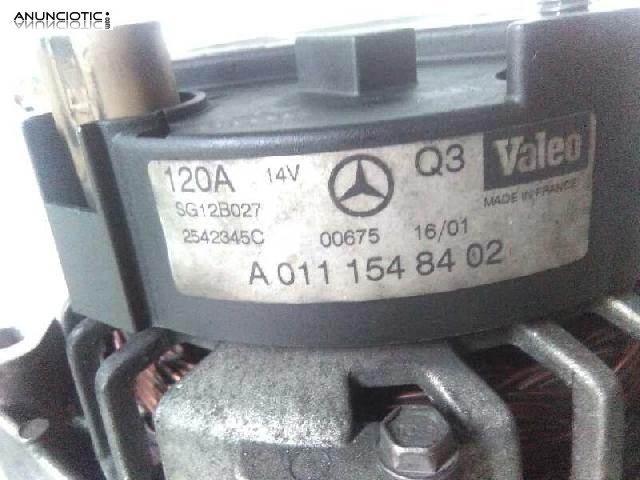 ANUNCIOTIC
120A 14V Q3 Valeo
SG12B027 MADE IN FRANCE
2542345C 00675 16/01
A 011 154 84 02